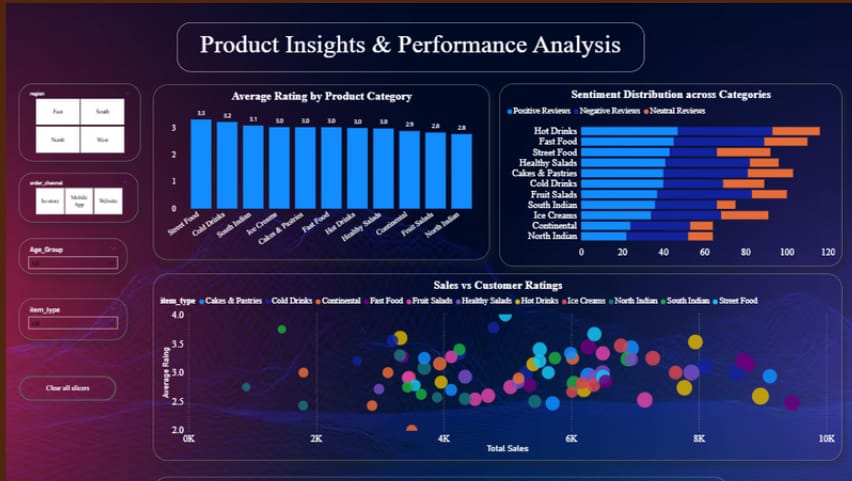 Product Insights & Performance Analysis
region
East South
North West
order_channel
In-store Mobile App Website
Age_Group
All
item_type
All
Clear all slicers
Average Rating by Product Category
3.3 3.2 3.1 3.0 3.0 3.0 3.0 3.0 2.9 2.8 2.8
3
2
1
0
Street Food Cold Drinks South Indian Ice Creams Cakes & Pastries Fast Food Hot Drinks Healthy Salads Continental Fruit Salads North Indian
Sentiment Distribution across Categories
Positive Reviews Negative Reviews Neutral Reviews
Hot Drinks
Fast Food
Street Food
Healthy Salads
Cakes & Pastries
Cold Drinks
Fruit Salads
South Indian
Ice Creams
Continental
North Indian
0 20 40 60 80 100 120
Sales vs Customer Ratings
item_type Cakes & Pastries Cold Drinks Continental Fast Food Fruit Salads Healthy Salads Hot Drinks Ice Creams North Indian South Indian Street Food
Average Raing
4.0
3.5
3.0
2.5
2.0
0K 2K 4K 6K 8K 10K
Total Sales